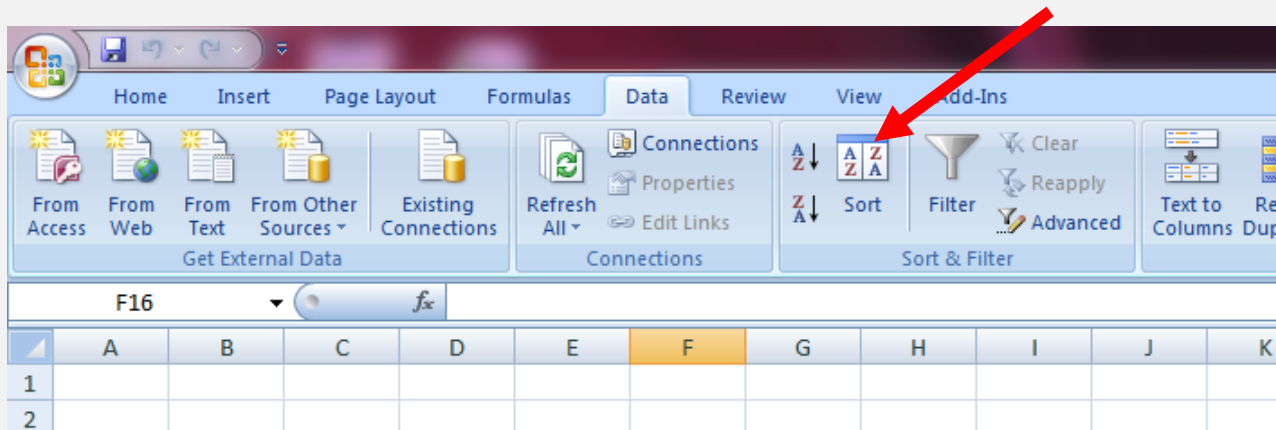 Home Insert Page Layout Formulas Data Review View Add-Ins
From Access
From Web
From Text
From Other Sources
Existing Connections
Get External Data
Refresh All
Connections
Properties
Edit Links
Connections
A Z
Z A
A Z Z A
Sort
Filter
Clear
Reapply
Advanced
Sort & Filter
Text to Columns
F16 fx
A B C D E F G H I J K
1
2